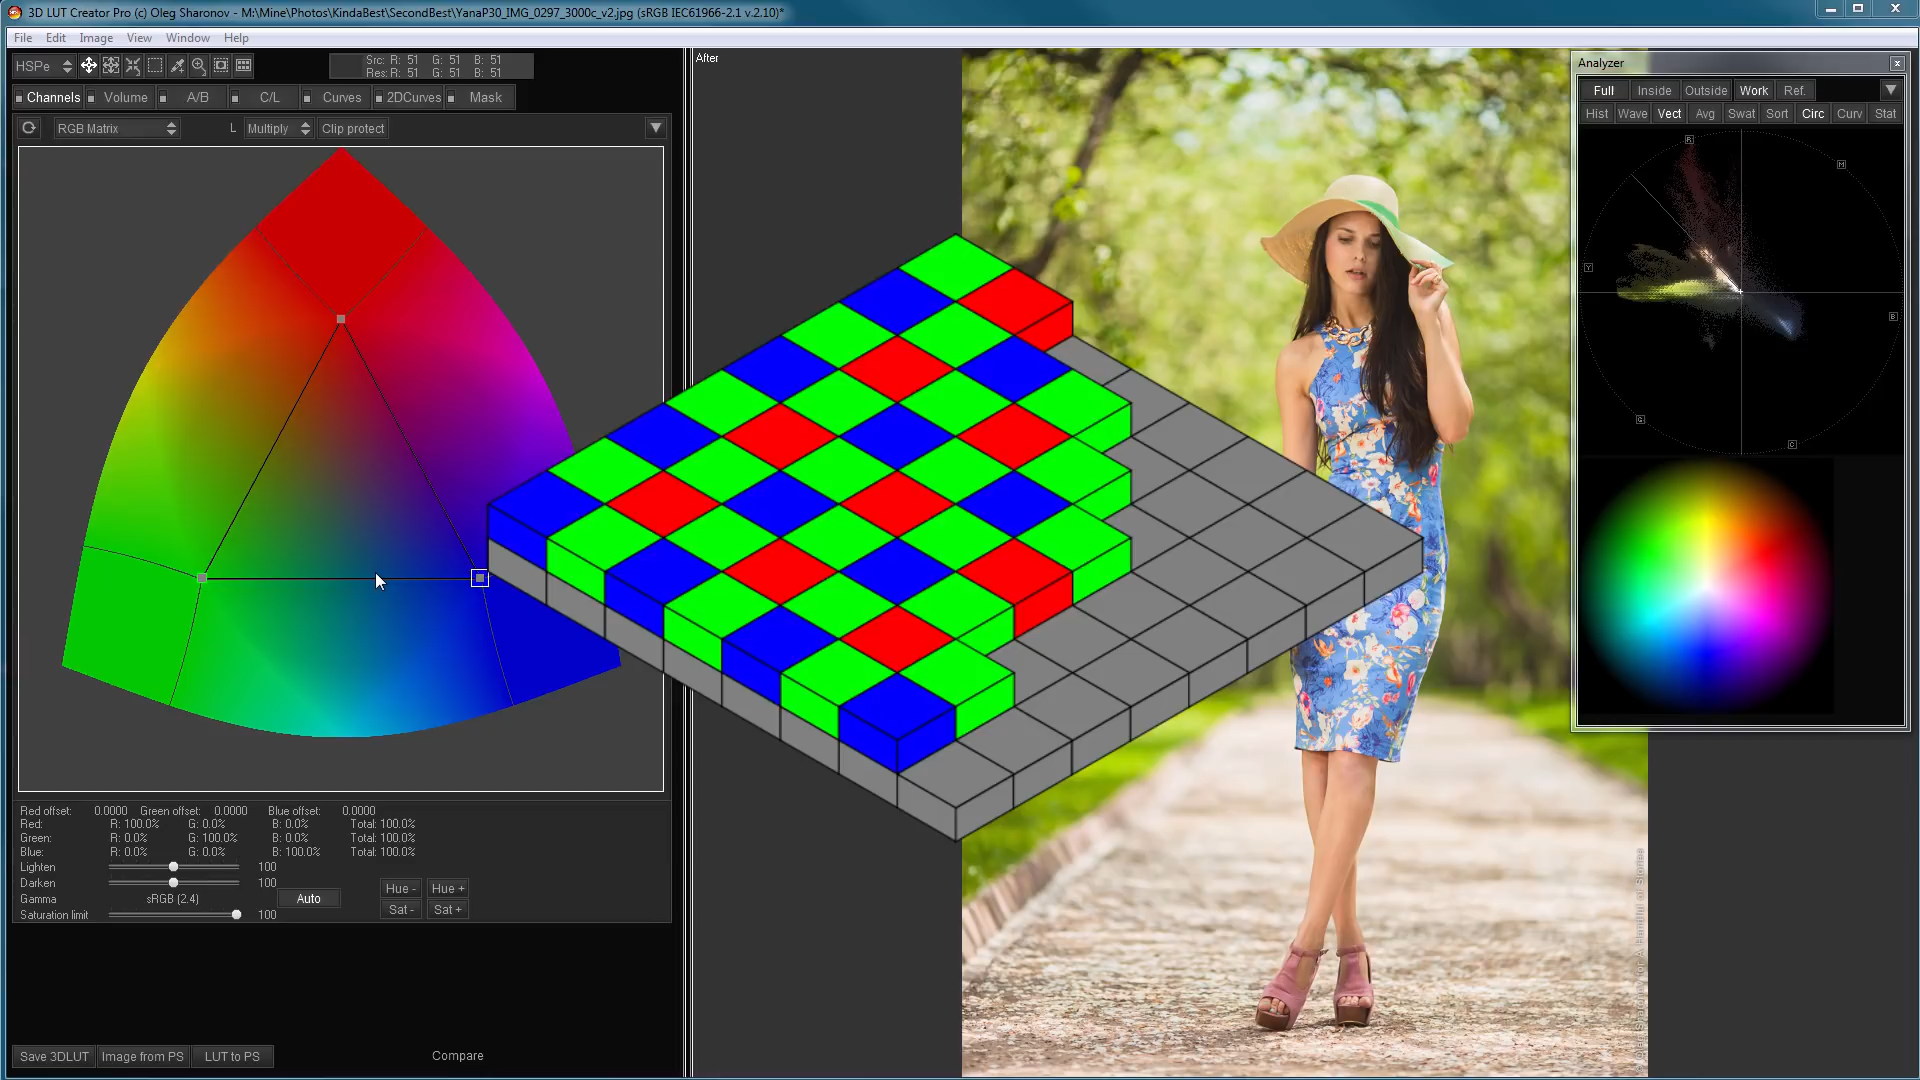 3D LUT Creator Pro (c) Oleg Sharonov - M:\Mine\Photos\KindaBest\SecondBest\YanaP30_IMG_0297_3000c_v2.jpg (sRGB IEC61966-2.1 v.2.10)*
File Edit Image View Window Help
HSPe
Src: R: 51 G: 51 B: 51
Res: R: 51 G: 51 B: 51
Channels Volume A/B C/L Curves 2DCurves Mask
RGB Matrix L Multiply Clip protect
Red offset: 0.0000 Green offset: 0.0000 Blue offset: 0.0000
Red: R: 100.0% G: 0.0% B: 0.0% Total: 100.0%
Green: R: 0.0% G: 100.0% B: 0.0% Total: 100.0%
Blue: R: 0.0% G: 0.0% B: 100.0% Total: 100.0%
Lighten 100
Darken 100
Gamma sRGB (2.4) Auto
Saturation limit 100
Hue - Hue +
Sat - Sat +
Save 3DLUT Image from PS LUT to PS Compare
After
Analyzer
Full Inside Outside Work Ref.
Hist Wave Vect Avg Swat Sort Circ Curv Stat
R
M
Y
B
G
C